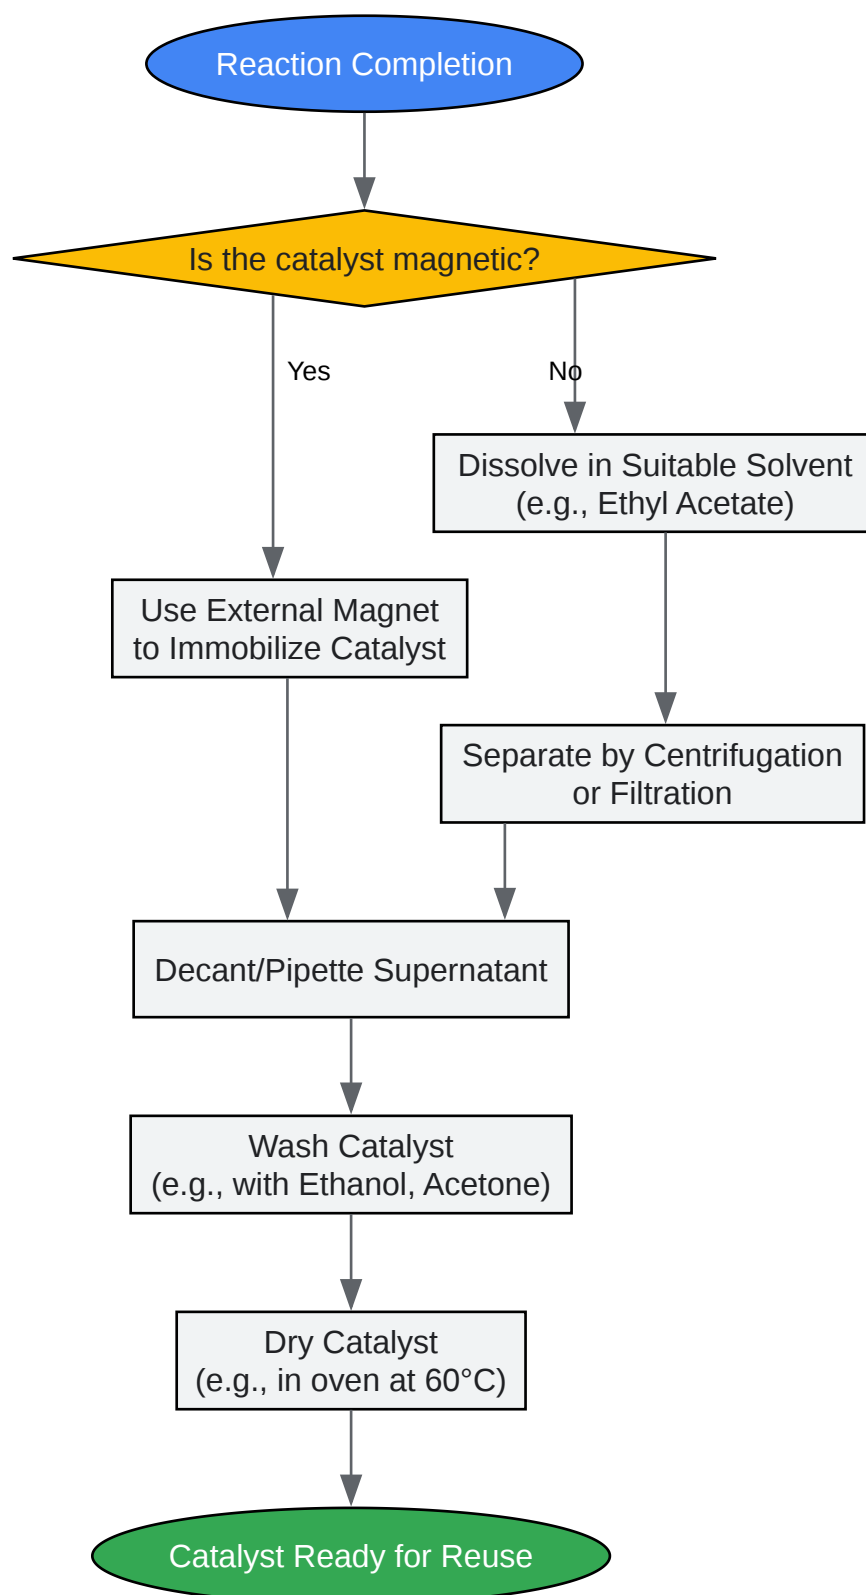 Reaction Completion
Is the catalyst magnetic?
Yes
No
Dissolve in Suitable Solvent
(e.g., Ethyl Acetate)
Use External Magnet
to Immobilize Catalyst
Separate by Centrifugation
or Filtration
Decant/Pipette Supernatant
Wash Catalyst
(e.g., with Ethanol, Acetone)
Dry Catalyst
(e.g., in oven at 60°C)
Catalyst Ready for Reuse